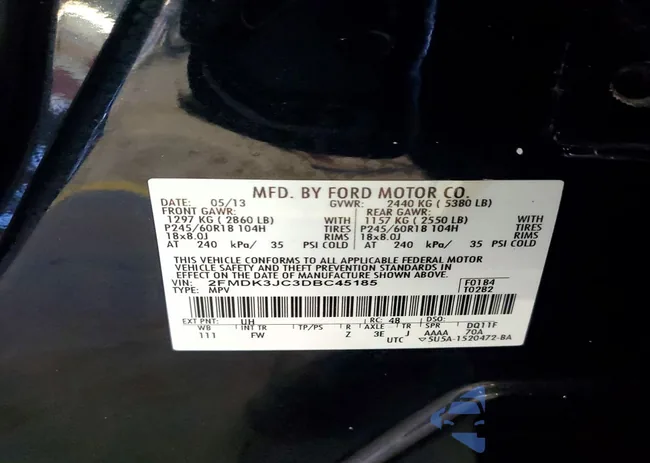 MFD. BY FORD MOTOR CO.
DATE: 05/13 GVWR: 2440 KG ( 5380 LB)
FRONT GAWR: REAR GAWR:
1297 KG ( 2860 LB) WITH 1157 KG ( 2550 LB) WITH
P245/60R18 104H TIRES P245/60R18 104H TIRES
18x8.0J RIMS 18x8.0J RIMS
AT 240 kPa/ 35 PSI COLD AT 240 kPa/ 35 PSI COLD
THIS VEHICLE CONFORMS TO ALL APPLICABLE FEDERAL MOTOR
VEHICLE SAFETY AND THEFT PREVENTION STANDARDS IN
EFFECT ON THE DATE OF MANUFACTURE SHOWN ABOVE.
VIN: 2FMDK3JC3DBC45185 F0184
TYPE: MPV T0282
EXT PNT: UH RC: 48 DSO:
WB INT TR TP/PS R AXLE TR SPR DQ11F
111 FW Z 3E J AAAA 70A
UTC 5U5A-1520472-BA